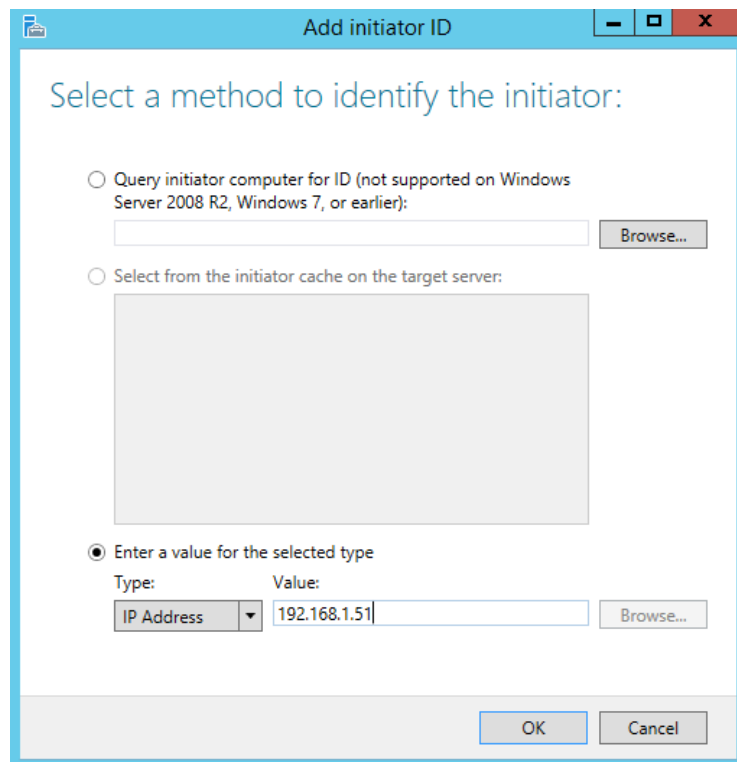 Add initiator ID
Select a method to identify the initiator:
Query initiator computer for ID (not supported on Windows
Server 2008 R2, Windows 7, or earlier):
Browse...
Select from the initiator cache on the target server:
Enter a value for the selected type
Type: Value:
IP Address 192.168.1.51 Browse...
OK Cancel